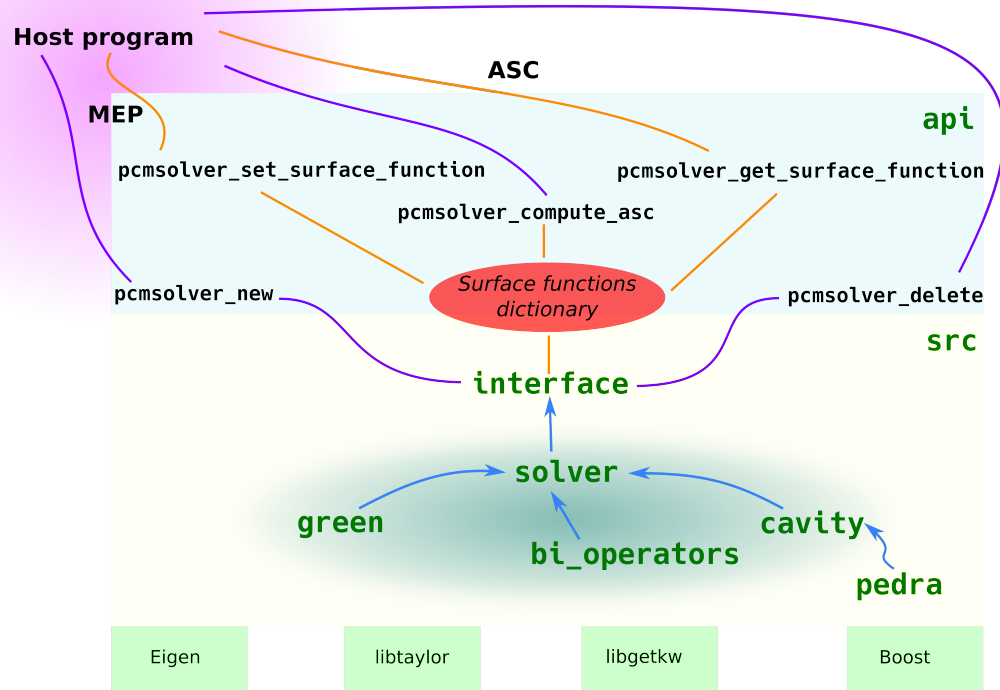 Host program
ASC
MEP
api
pcmsolver_set_surface_function
pcmsolver_get_surface_function
pcmsolver_compute_asc
pcmsolver_new
Surface functions
dictionary
pcmsolver_delete
src
interface
solver
green
cavity
bi_operators
pedra
Eigen
libtaylor
libgetkw
Boost